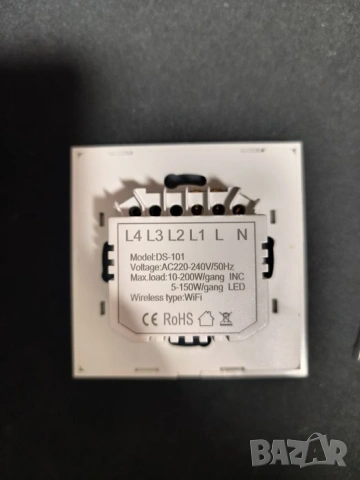 L4 L3 L2 L1 L N
Model:DS-101
Voltage:AC220-240V/50Hz
Max.load:10-200W/gang INC
5-150W/gang LED
Wireless type:WiFi
CE RoHS
BAZAR.bg